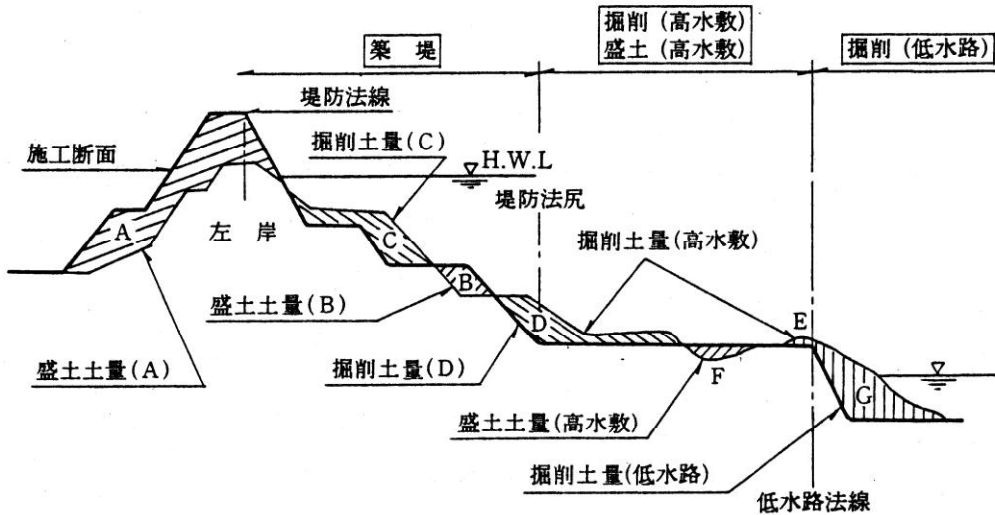 築 堤
掘削 (高水敷)
盛土 (高水敷)
掘削 (低水路)
堤防法線
掘削土量(C)
施工断面
H.W.L
堤防法尻
A
左 岸
C
掘削土量(高水敷)
B
盛土土量(B)
D
E
盛土土量(A)
掘削土量(D)
F
G
盛土土量(高水敷)
掘削土量(低水路)
低水路法線